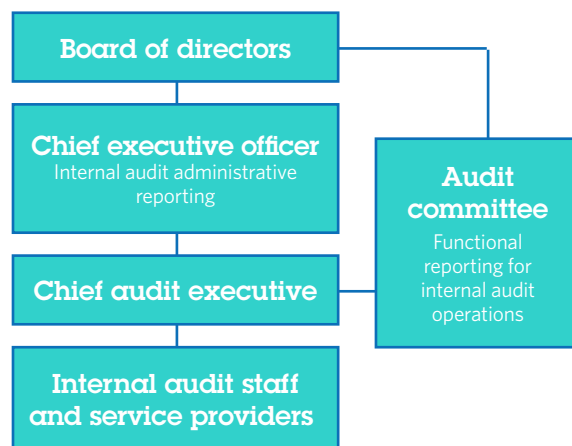 Board of directors
Chief executive officer
Internal audit administrative
reporting
Chief audit executive
Internal audit staff
and service providers
Audit
committee
Functional
reporting for
internal audit
operations